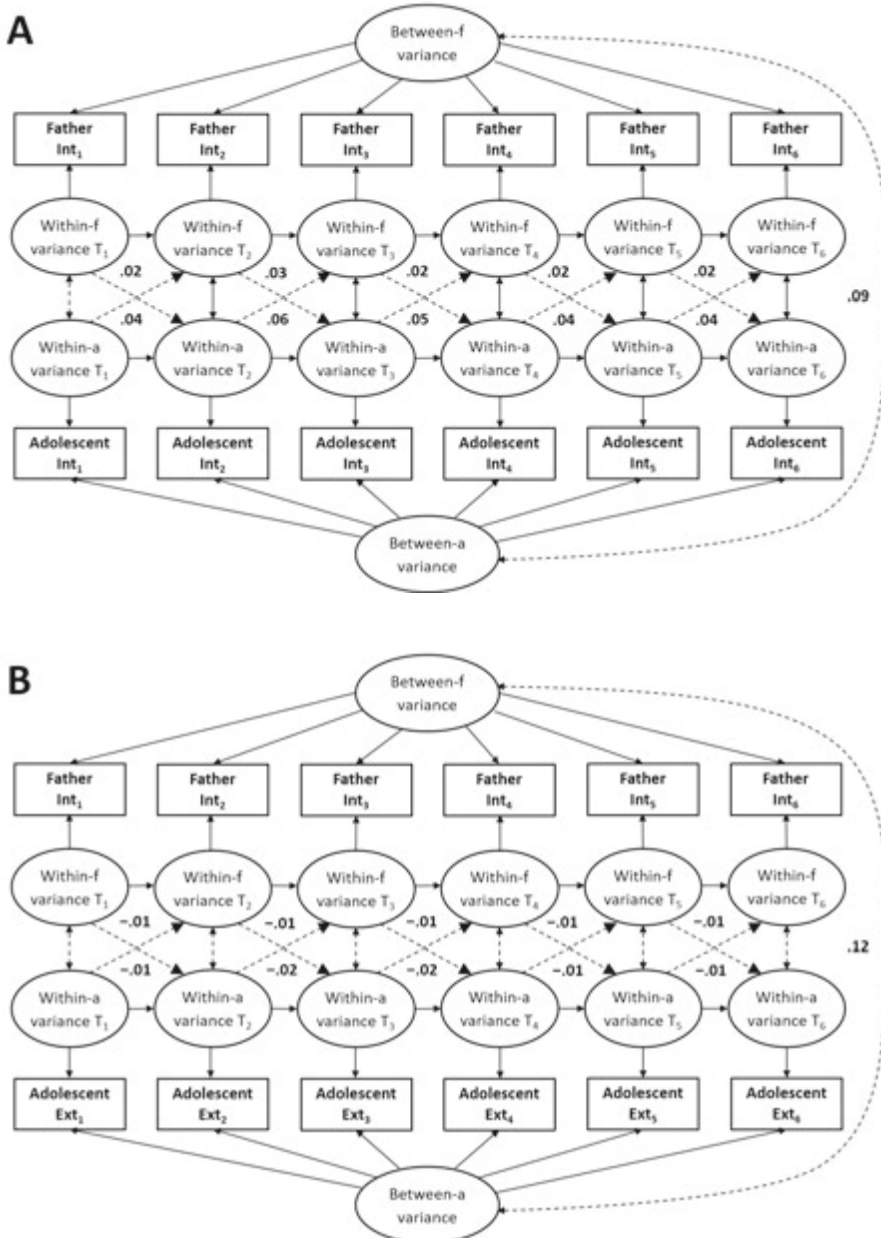 A
Between-f
variance
Father Father Father Father Father Father
Int₁ Int₂ Int₃ Int₄ Int₅ Int₆
Within-f Within-f Within-f Within-f Within-f Within-f
variance T₁ variance T₂ variance T₃ variance T₄ variance T₅ variance T₆
.02 .03 .02 .02 .02
.09
.04 .06 .05 .04 .04
Within-a Within-a Within-a Within-a Within-a Within-a
variance T₁ variance T₂ variance T₃ variance T₄ variance T₅ variance T₆
Adolescent Adolescent Adolescent Adolescent Adolescent Adolescent
Int₁ Int₂ Int₃ Int₄ Int₅ Int₆
Between-a
variance
B
Between-f
variance
Father Father Father Father Father Father
Int₁ Int₂ Int₃ Int₄ Int₅ Int₆
Within-f Within-f Within-f Within-f Within-f Within-f
variance T₁ variance T₂ variance T₃ variance T₄ variance T₅ variance T₆
–.01 –.01 –.01 –.01 –.01
.12
–.01 –.02 –.02 –.01 –.01
Within-a Within-a Within-a Within-a Within-a Within-a
variance T₁ variance T₂ variance T₃ variance T₄ variance T₅ variance T₆
Adolescent Adolescent Adolescent Adolescent Adolescent Adolescent
Ext₁ Ext₂ Ext₃ Ext₄ Ext₅ Ext₆
Between-a
variance